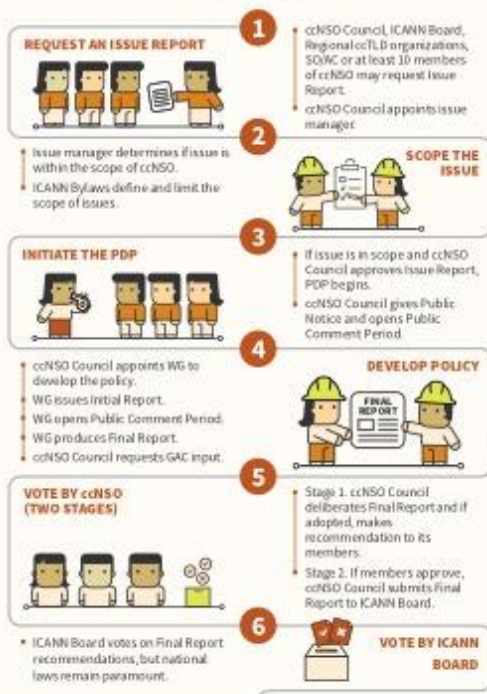 1
REQUEST AN ISSUE REPORT
• ccNSO Council, ICANN Board,
Regional ccTLD organizations,
SO/AC or at least 10 members
of ccNSO may request Issue
Report.
• ccNSO Council appoints issue
manager.
2
SCOPE THE
ISSUE
• Issue manager determines if issue is
within the scope of ccNSO.
• ICANN Bylaws define and limit the
scope of issues.
3
INITIATE THE PDP
• If issue is in scope and ccNSO
Council approves Issue Report,
PDP begins.
• ccNSO Council gives Public
Notice and opens Public
Comment Period.
4
DEVELOP POLICY
• ccNSO Council appoints WG to
develop the policy.
• WG issues Initial Report.
• WG opens Public Comment Period.
• WG produces Final Report.
• ccNSO Council requests GAC input.
FINAL
REPORT
5
VOTE BY ccNSO
(TWO STAGES)
• Stage 1. ccNSO Council
deliberates Final Report and if
adopted, makes
recommendation to its
members.
• Stage 2. If members approve,
ccNSO Council submits Final
Report to ICANN Board.
6
VOTE BY ICANN
BOARD
• ICANN Board votes on Final Report
recommendations, but national
laws remain paramount.